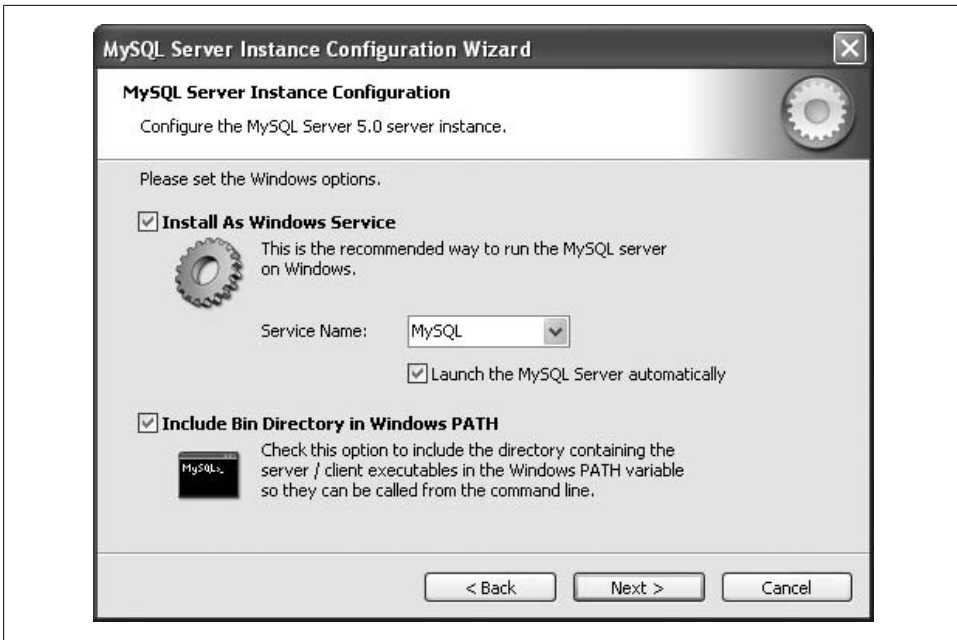 MySQL Server Instance Configuration Wizard
MySQL Server Instance Configuration
Configure the MySQL Server 5.0 server instance.
Please set the Windows options.
Install As Windows Service
This is the recommended way to run the MySQL server
on Windows.
Service Name:
MySQL
Launch the MySQL Server automatically
Include Bin Directory in Windows PATH
MySQL>_
Check this option to include the directory containing the
server / client executables in the Windows PATH variable
so they can be called from the command line.
< Back
Next >
Cancel